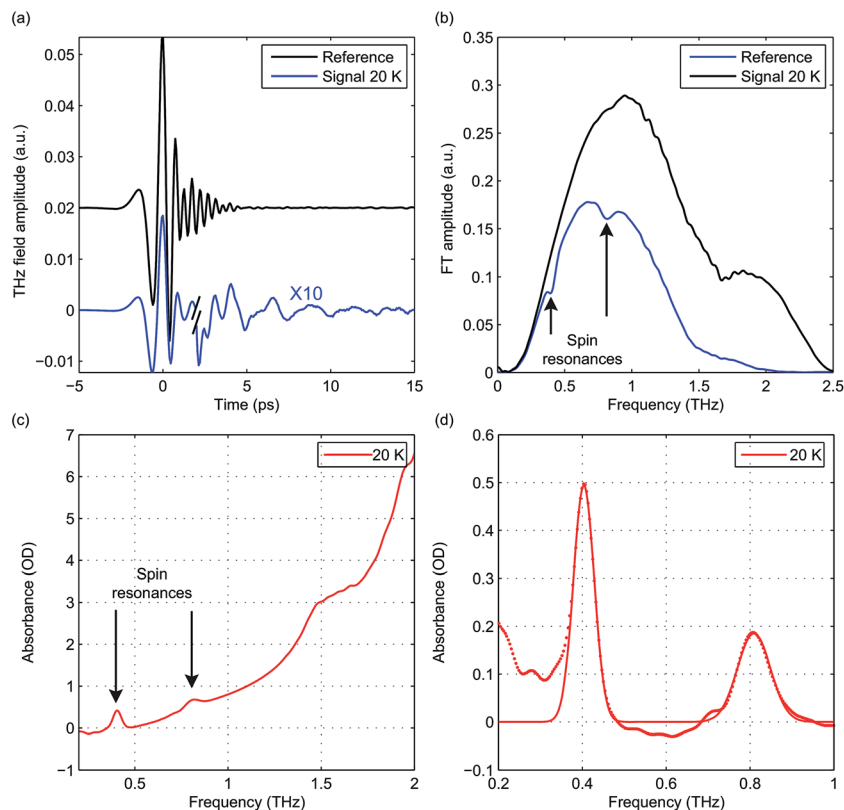 (a)
0.05
0.04
0.03
0.02
0.01
0
−0.01
THz field amplitude (a.u.)
Reference
Signal 20 K
X10
−5
0
5
10
15
Time (ps)
(b)
0.35
0.3
0.25
0.2
0.15
0.1
0.05
0
FT amplitude (a.u.)
Reference
Signal 20 K
Spin
resonances
0
0.5
1
1.5
2
2.5
Frequency (THz)
(c)
7
6
5
4
3
2
1
0
−1
Absorbance (OD)
20 K
Spin
resonances
0.5
1
1.5
2
Frequency (THz)
(d)
0.6
0.5
0.4
0.3
0.2
0.1
0
−0.1
Absorbance (OD)
20 K
0.2
0.4
0.6
0.8
1
Frequency (THz)